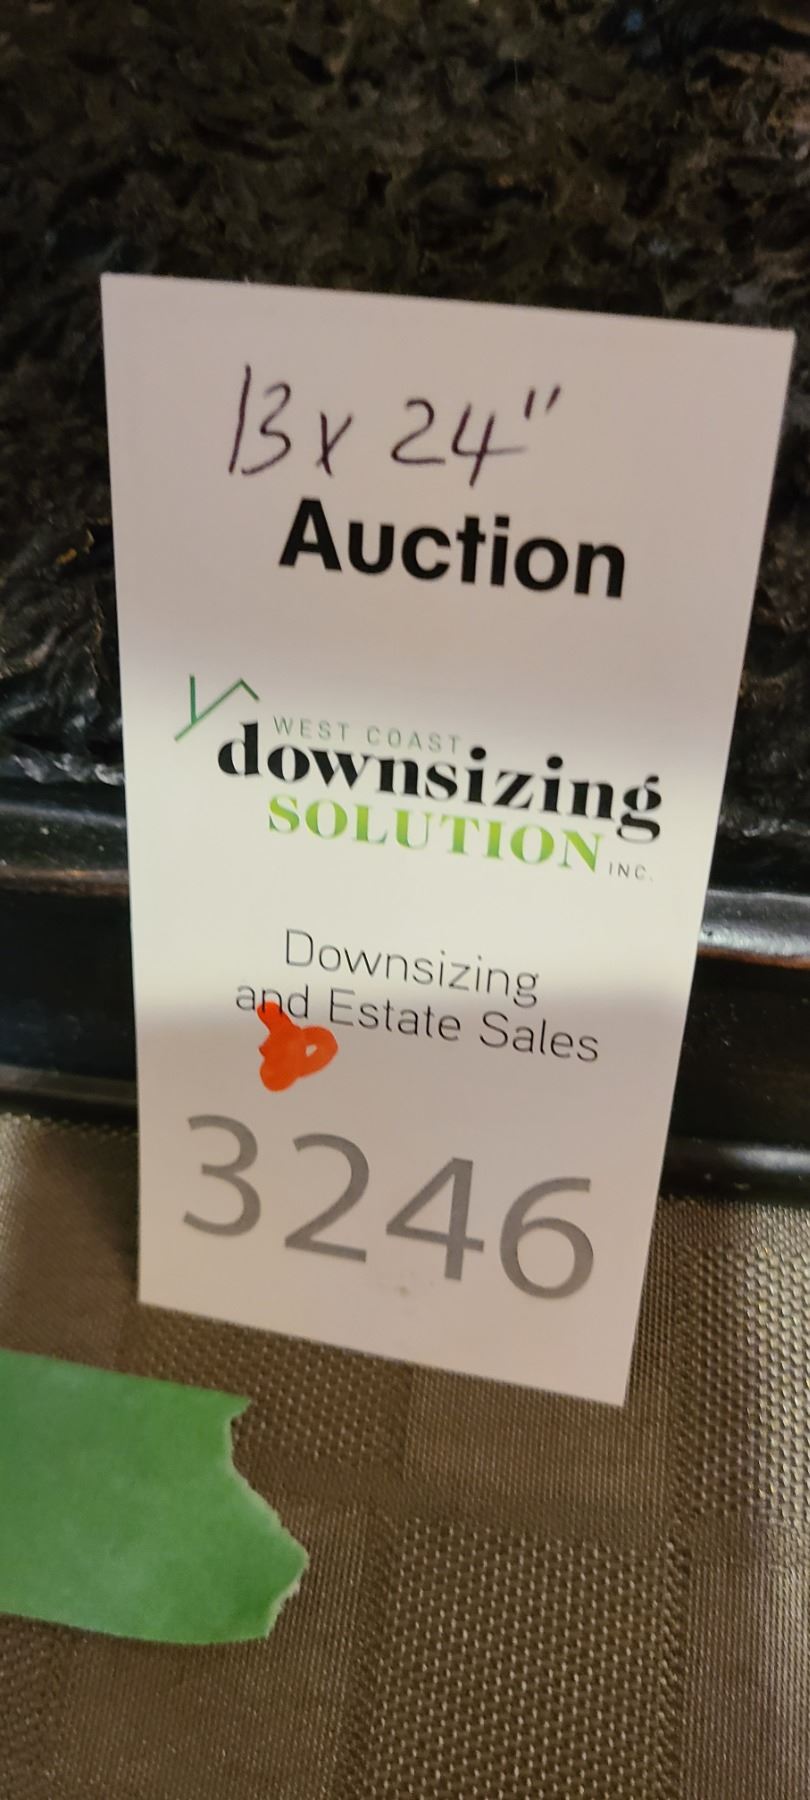 13 x 24"
Auction
WEST COAST
downsizing
SOLUTION INC.
Downsizing
and Estate Sales
3246